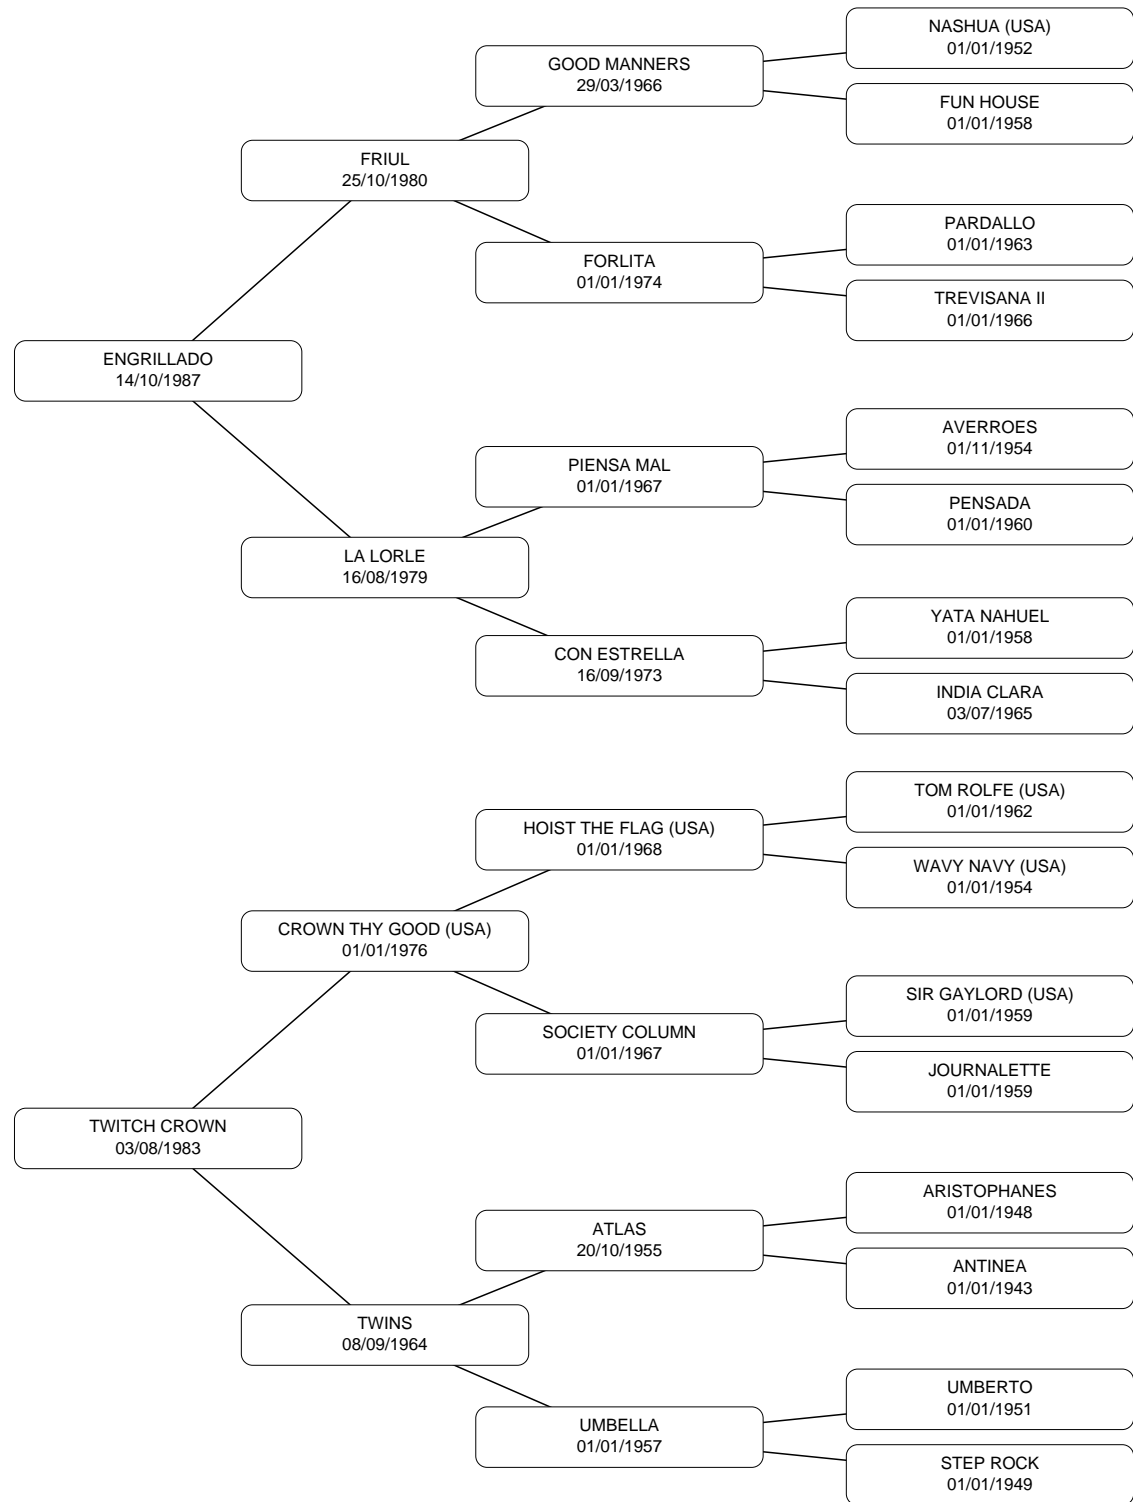 NASHUA (USA)
01/01/1952
GOOD MANNERS
29/03/1966
FUN HOUSE
01/01/1958
FRIUL
25/10/1980
PARDALLO
01/01/1963
FORLITA
01/01/1974
TREVISANA II
01/01/1966
ENGRILLADO
14/10/1987
AVERROES
01/11/1954
PIENSA MAL
01/01/1967
PENSADA
01/01/1960
LA LORLE
16/08/1979
YATA NAHUEL
01/01/1958
CON ESTRELLA
16/09/1973
INDIA CLARA
03/07/1965
TOM ROLFE (USA)
01/01/1962
HOIST THE FLAG (USA)
01/01/1968
WAVY NAVY (USA)
01/01/1954
CROWN THY GOOD (USA)
01/01/1976
SIR GAYLORD (USA)
01/01/1959
SOCIETY COLUMN
01/01/1967
JOURNALETTE
01/01/1959
TWITCH CROWN
03/08/1983
ARISTOPHANES
01/01/1948
ATLAS
20/10/1955
ANTINEA
01/01/1943
TWINS
08/09/1964
UMBERTO
01/01/1951
UMBELLA
01/01/1957
STEP ROCK
01/01/1949